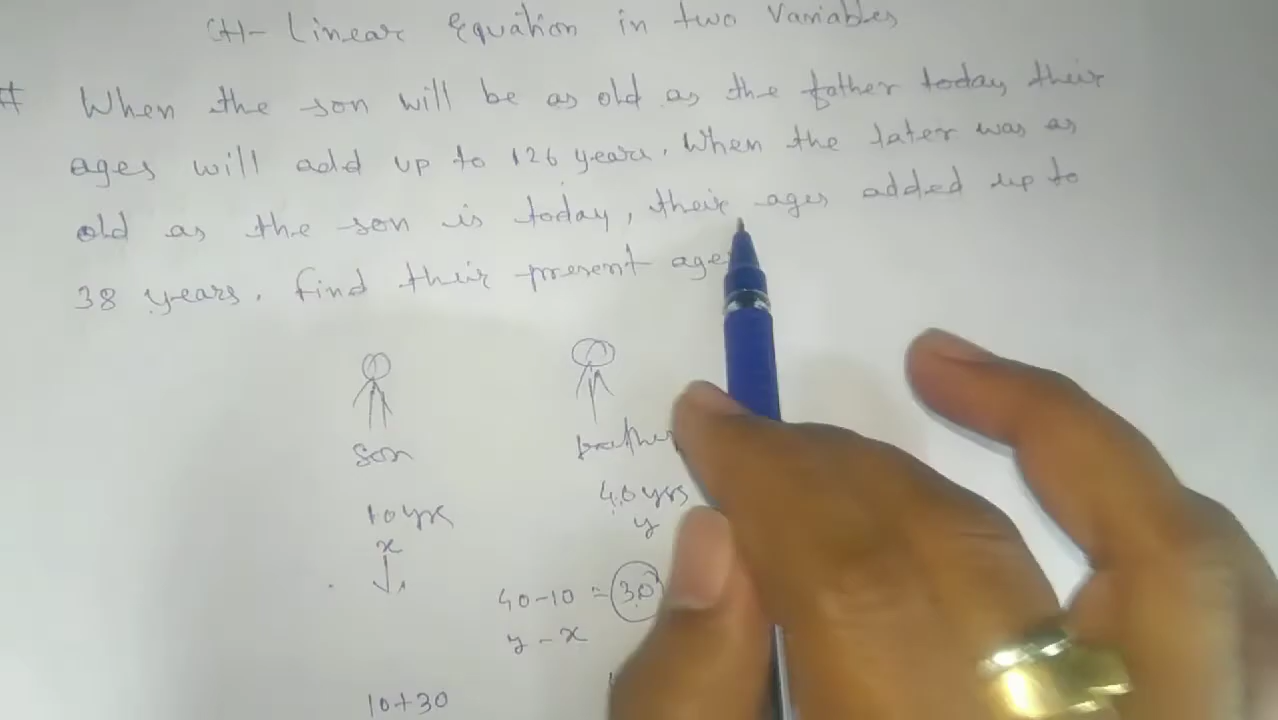 CH- Linear Equation in two Variables
# When the son will be as old as the father today their
ages will add up to 126 years. When the later was as
old as the son is today, their ages added up to
38 years. find their present age
son
10 yrs 40 yrs
x y
40-10 = 30
y - x
10+30